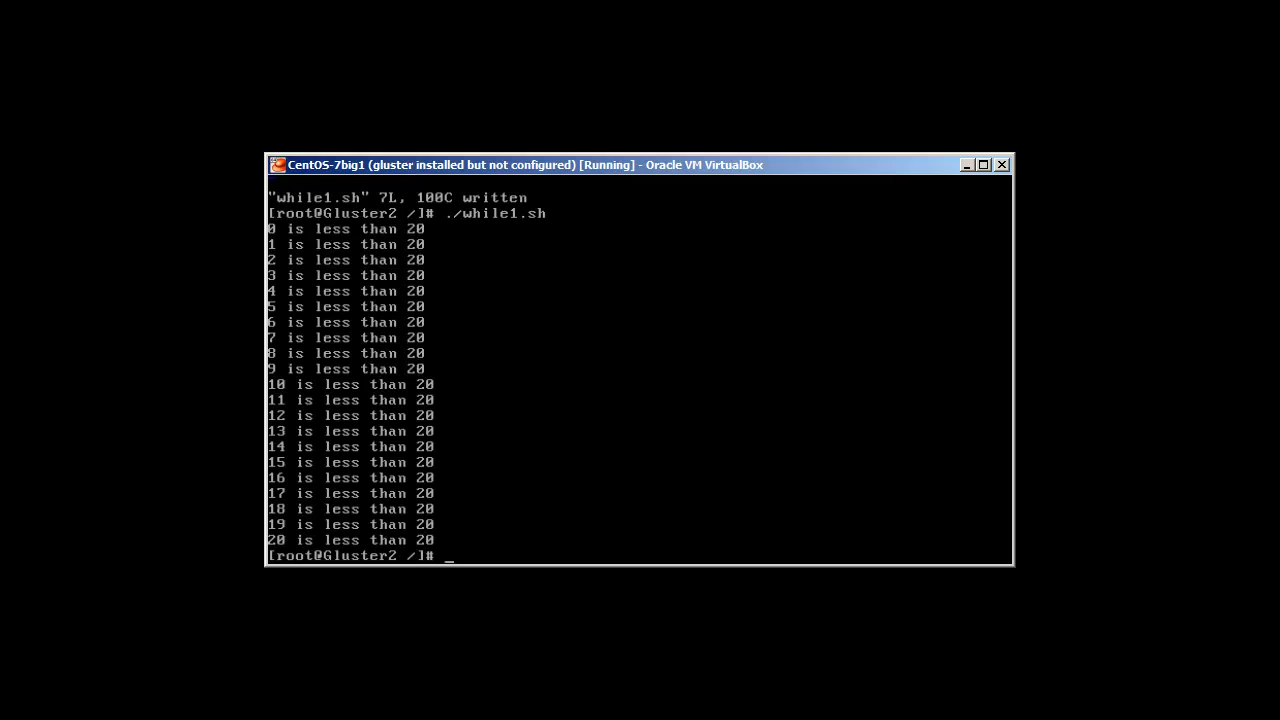 CentOS-7big1 (gluster installed but not configured) [Running] - Oracle VM VirtualBox
"while1.sh" 7L, 100C written
[root@Gluster2 /]# ./while1.sh
0 is less than 20
1 is less than 20
2 is less than 20
3 is less than 20
4 is less than 20
5 is less than 20
6 is less than 20
7 is less than 20
8 is less than 20
9 is less than 20
10 is less than 20
11 is less than 20
12 is less than 20
13 is less than 20
14 is less than 20
15 is less than 20
16 is less than 20
17 is less than 20
18 is less than 20
19 is less than 20
20 is less than 20
[root@Gluster2 /]# _